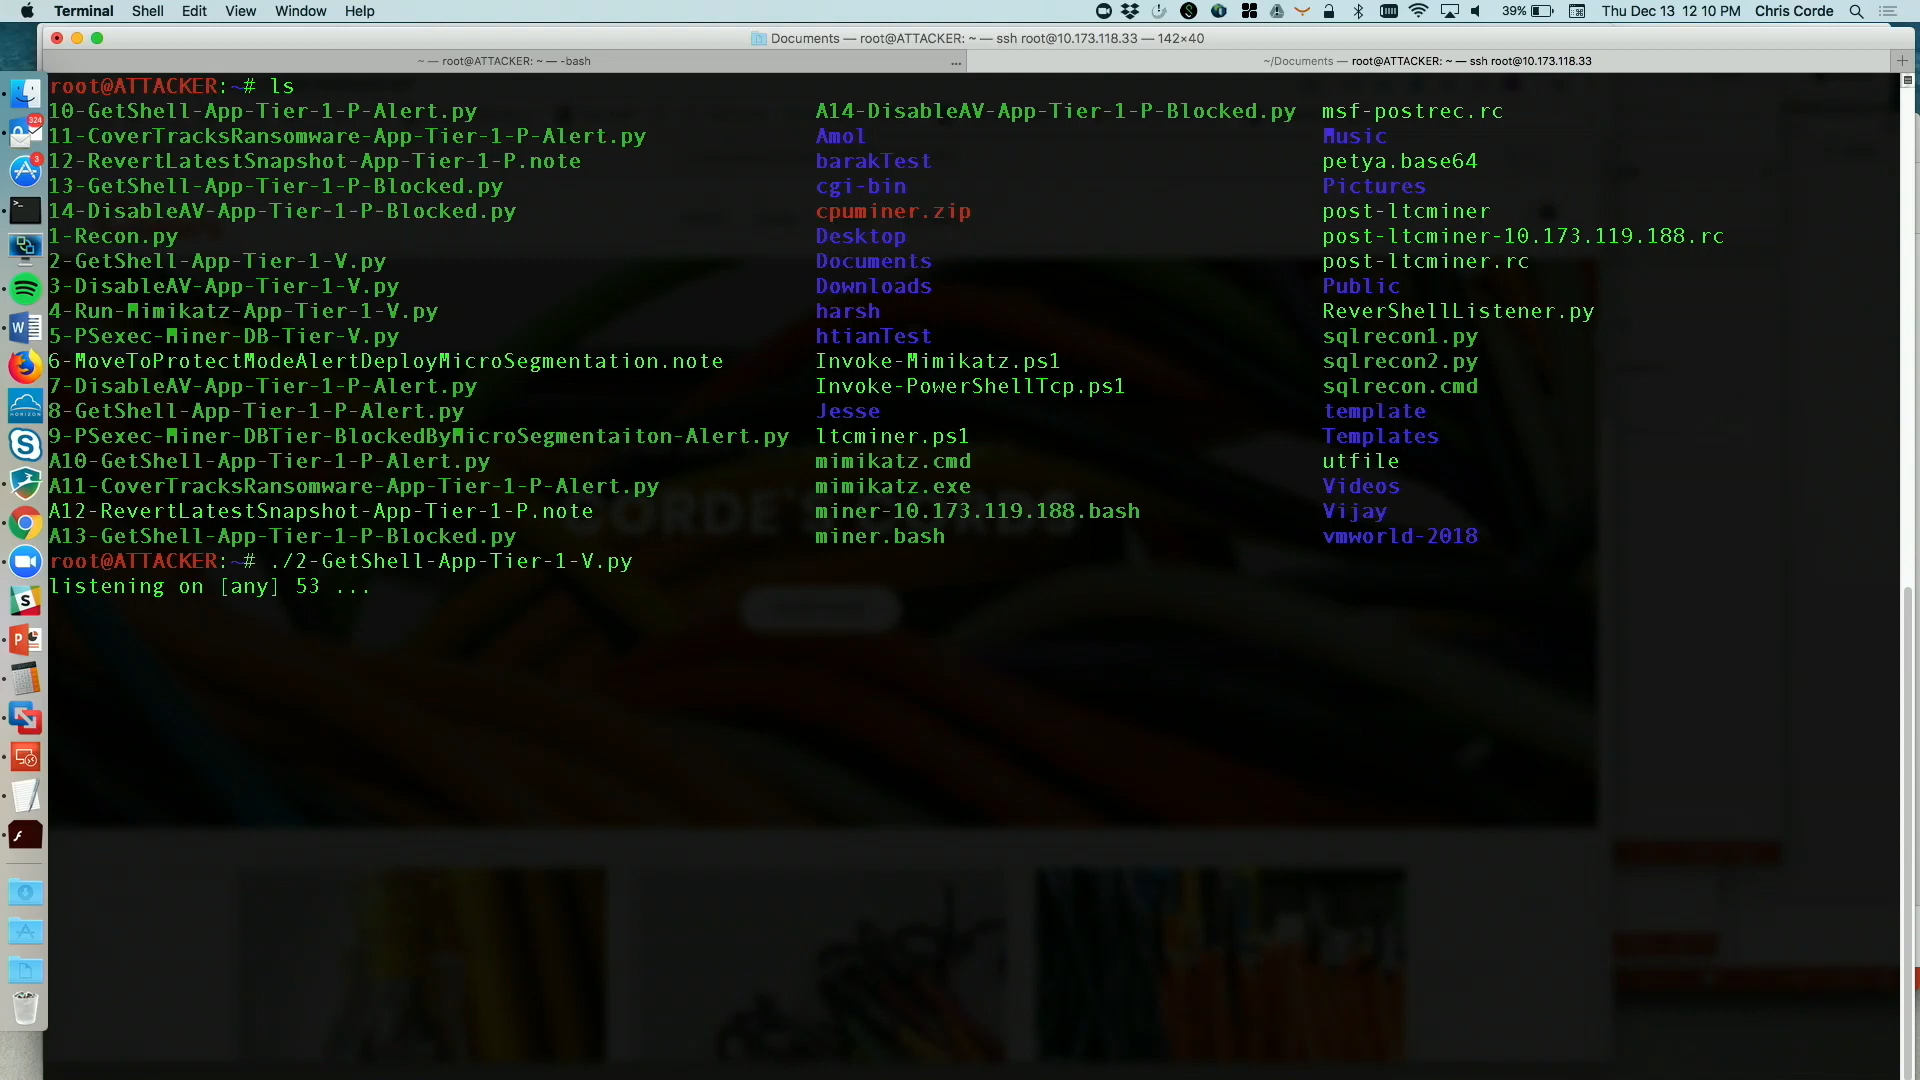 Terminal Shell Edit View Window Help 39% Thu Dec 13 12:10 PM Chris Corde
Documents — root@ATTACKER: ~ — ssh root@10.173.118.33 — 142×40
~ — root@ATTACKER: ~ — -bash ... ~/Documents — root@ATTACKER: ~ — ssh root@10.173.118.33 +
root@ATTACKER:~# ls
10-GetShell-App-Tier-1-P-Alert.py A14-DisableAV-App-Tier-1-P-Blocked.py msf-postrec.rc
11-CoverTracksRansomware-App-Tier-1-P-Alert.py Amol Music
12-RevertLatestSnapshot-App-Tier-1-P.note barakTest petya.base64
13-GetShell-App-Tier-1-P-Blocked.py cgi-bin Pictures
14-DisableAV-App-Tier-1-P-Blocked.py cpuminer.zip post-ltcminer
1-Recon.py Desktop post-ltcminer-10.173.119.188.rc
2-GetShell-App-Tier-1-V.py Documents post-ltcminer.rc
3-DisableAV-App-Tier-1-V.py Downloads Public
4-Run-Mimikatz-App-Tier-1-V.py harsh ReverShellListener.py
5-PSexec-Miner-DB-Tier-V.py htianTest sqlrecon1.py
6-MoveToProtectModeAlertDeployMicroSegmentation.note Invoke-Mimikatz.ps1 sqlrecon2.py
7-DisableAV-App-Tier-1-P-Alert.py Invoke-PowerShellTcp.ps1 sqlrecon.cmd
8-GetShell-App-Tier-1-P-Alert.py Jesse template
9-PSexec-Miner-DBTier-BlockedByMicroSegmentaiton-Alert.py ltcminer.ps1 Templates
A10-GetShell-App-Tier-1-P-Alert.py mimikatz.cmd utfile
A11-CoverTracksRansomware-App-Tier-1-P-Alert.py mimikatz.exe Videos
A12-RevertLatestSnapshot-App-Tier-1-P.note miner-10.173.119.188.bash Vijay
A13-GetShell-App-Tier-1-P-Blocked.py miner.bash vmworld-2018
root@ATTACKER:~# ./2-GetShell-App-Tier-1-V.py
listening on [any] 53 ...
324
3
HORIZON